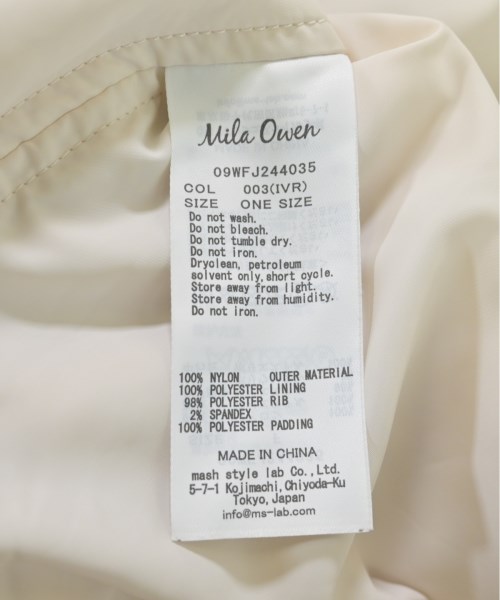 Mila Owen
09WFJ244035
COL 003(IVR)
SIZE ONE SIZE
Do not wash.
Do not bleach.
Do not tumble dry.
Do not iron.
Dryclean, petroleum
solvent only,short cycle.
Store away from light.
Store away from humidity.
Do not iron.
100% NYLON OUTER MATERIAL
100% POLYESTER LINING
98% POLYESTER RIB
2% SPANDEX
100% POLYESTER PADDING
MADE IN CHINA
mash style lab Co.,Ltd.
5-7-1 Kojimachi,Chiyoda-Ku
Tokyo,Japan
info@ms-lab.com